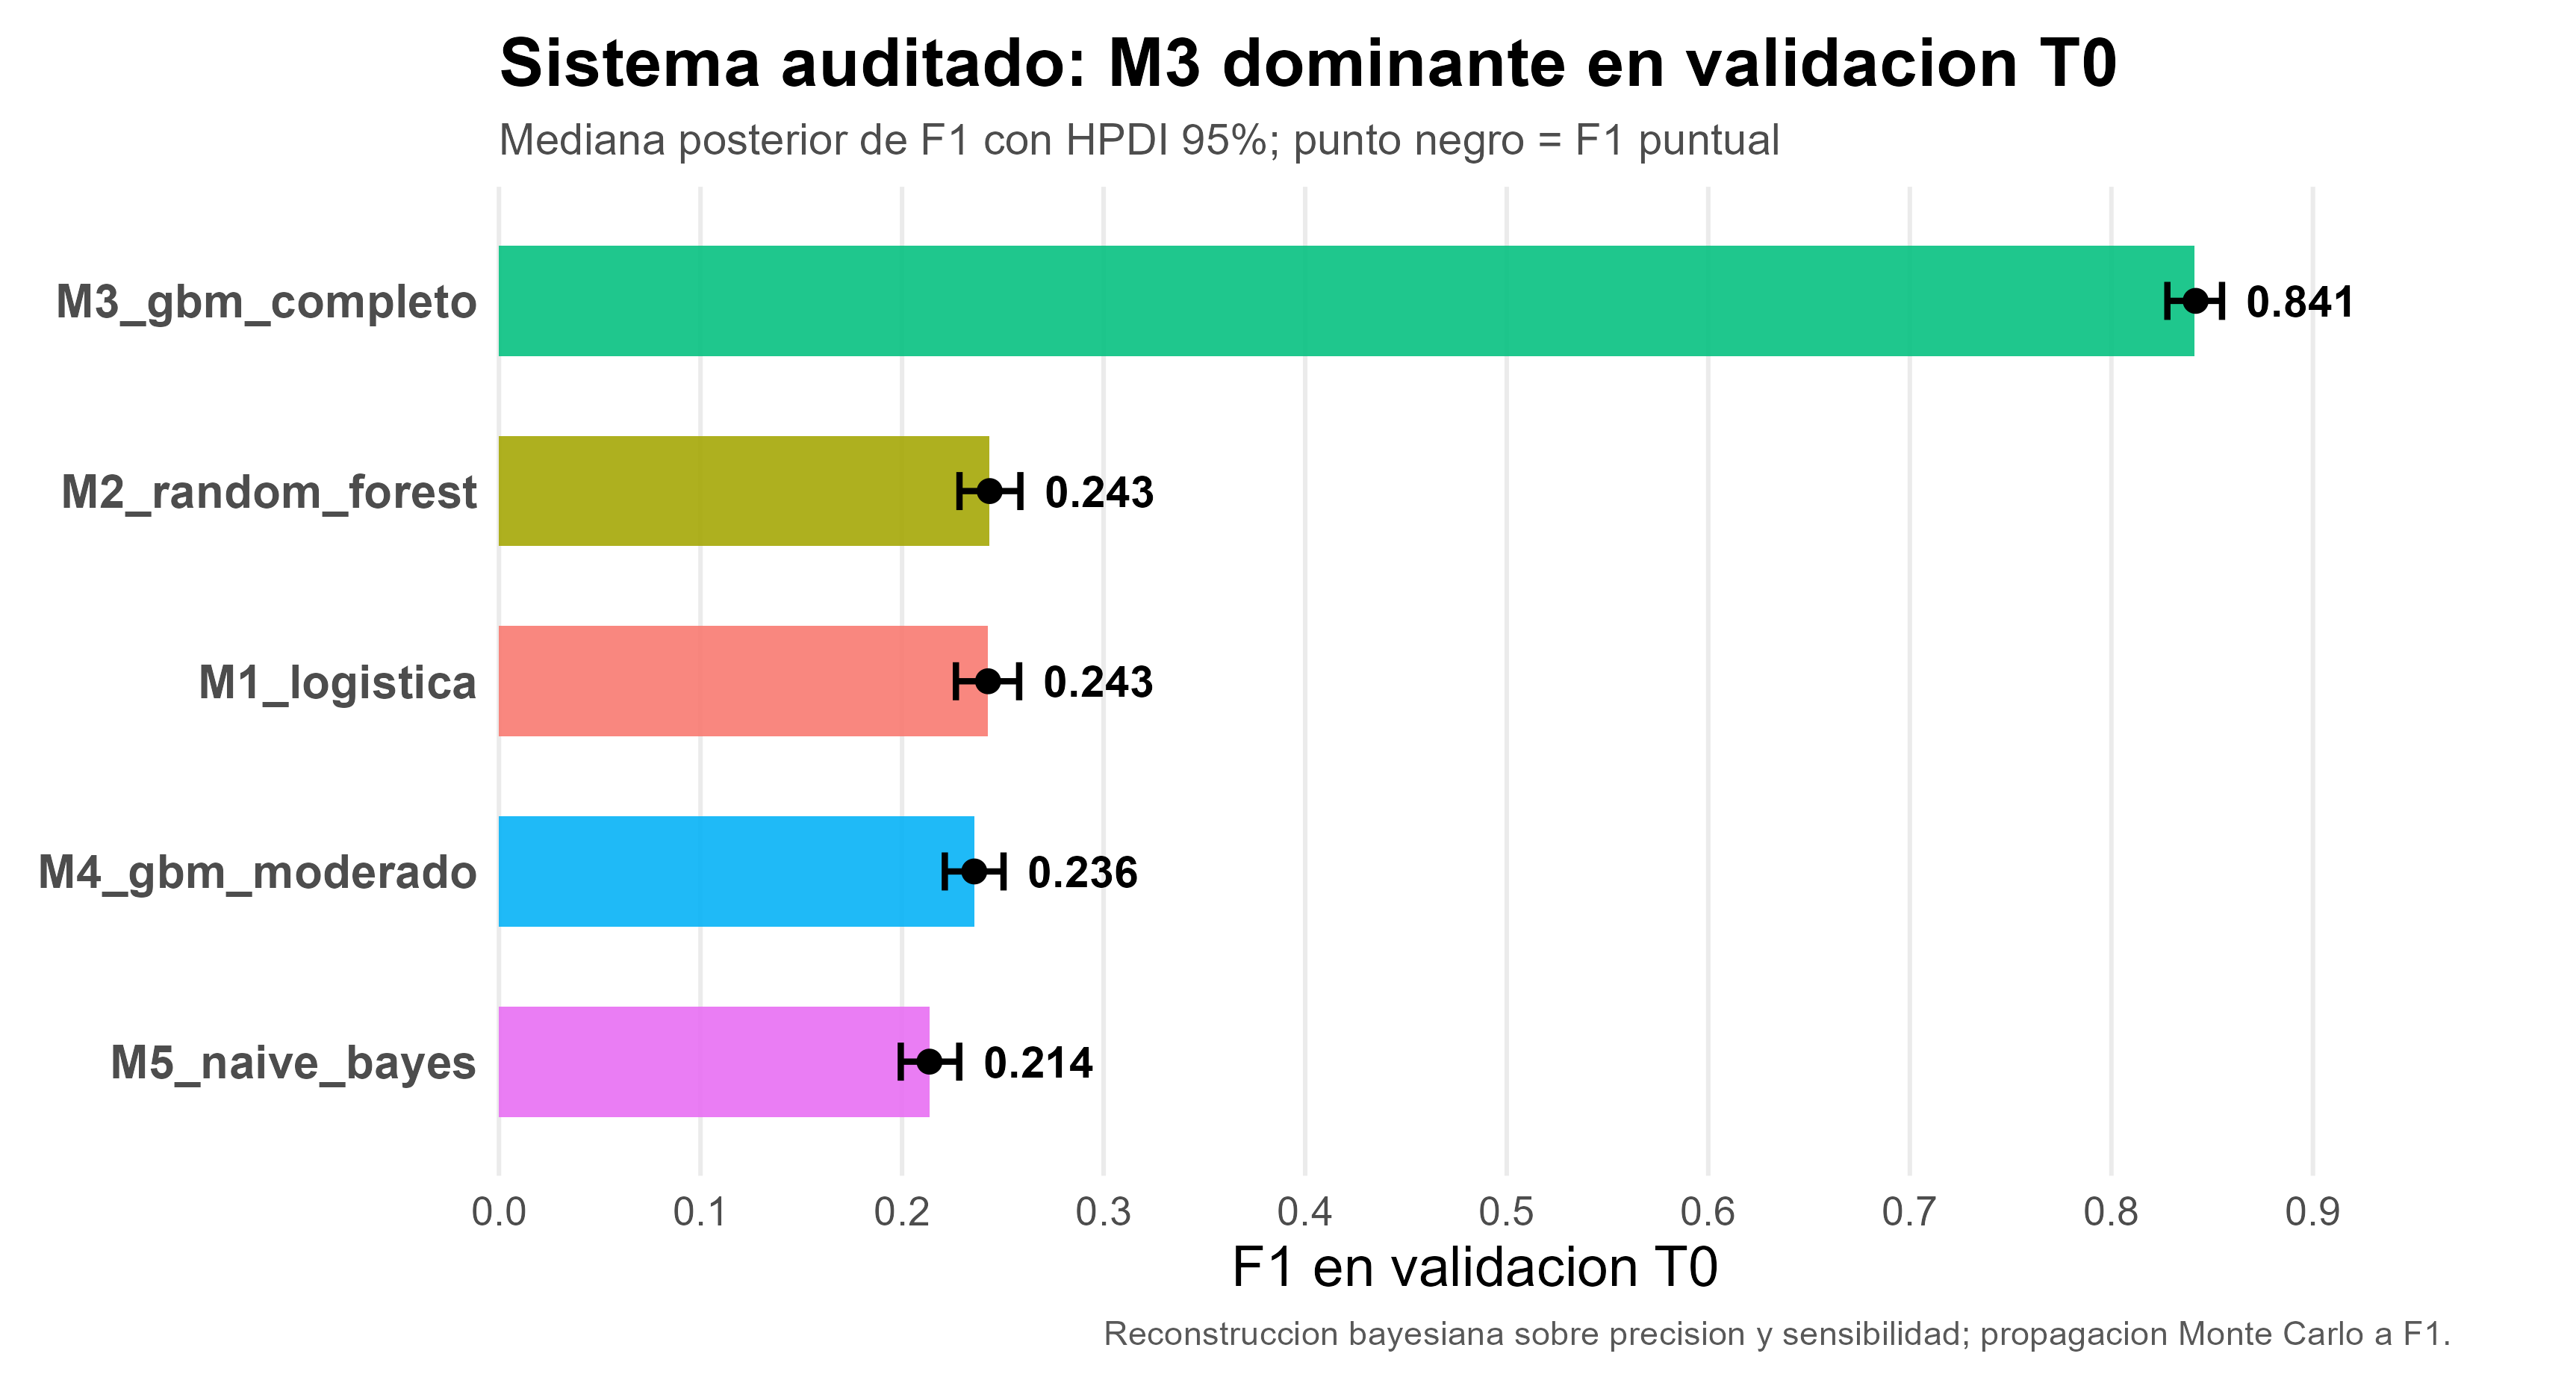 Sistema auditado: M3 dominante en validacion T0
Mediana posterior de F1 con HPDI 95%; punto negro = F1 puntual
M3_gbm_completo
0.841
M2_random_forest
0.243
M1_logistica
0.243
M4_gbm_moderado
0.236
M5_naive_bayes
0.214
0.0 0.1 0.2 0.3 0.4 0.5 0.6 0.7 0.8 0.9
F1 en validacion T0
Reconstruccion bayesiana sobre precision y sensibilidad; propagacion Monte Carlo a F1.